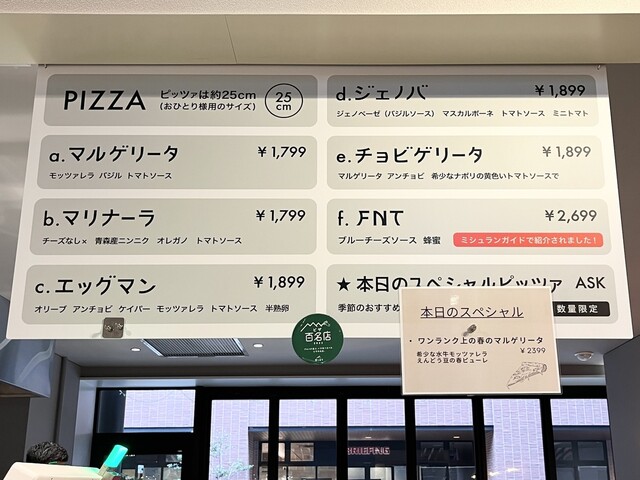 PIZZA
ピッツァは約25cm
(おひとり様用のサイズ)
25
cm
a.マルゲリータ ¥1,799
モッツァレラ バジル トマトソース
b.マリナーラ ¥1,799
チーズなし× 青森産ニンニク オレガノ トマトソース
c.エッグマン ¥1,899
オリーブ アンチョビ ケイパー モッツァレラ トマトソース 半熟卵
d.ジェノバ ¥1,899
ジェノベーゼ (バジルソース) マスカルポーネ トマトソース ミニトマト
e.チョビゲリータ ¥1,899
マルゲリータ アンチョビ 希少なナポリの黄色いトマトソースで
f. FNT ¥2,699
ブルーチーズソース 蜂蜜 ミシュランガイドで紹介されました!
★ 本日のスペシャルピッツァ ASK
季節のおすすめ
数量限定
本日のスペシャル
・ワンランク上の春のマルゲリータ
¥2399
希少な水牛モッツァレラ
えんどう豆の春ピューレ
百名店